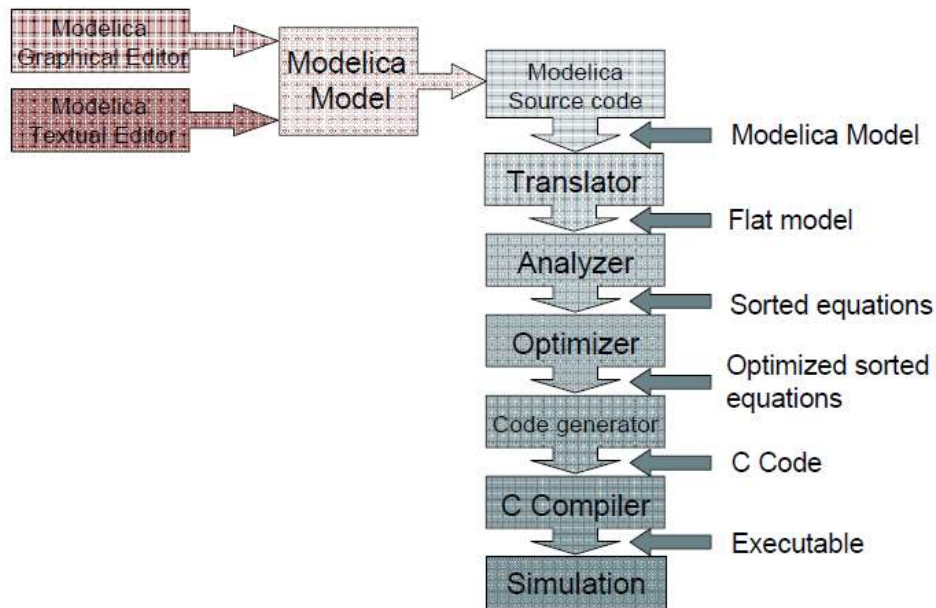 Modelica
Graphical Editor
Modelica
Textual Editor
Modelica
Model
Modelica
Source code
Modelica Model
Translator
Flat model
Analyzer
Sorted equations
Optimizer
Optimized sorted
equations
Code generator
C Code
C Compiler
Executable
Simulation